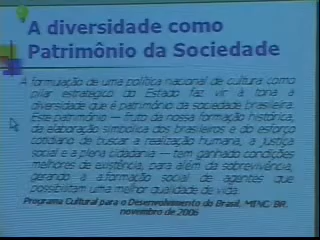 A diversidade como
Patrimônio da Sociedade
A formulação de uma política nacional de cultura como
pilar estratégico do Estado faz vir à tona a
diversidade que é patrimônio da sociedade brasileira.
Este patrimônio — fruto da nossa formação histórica,
da elaboração simbólica dos brasileiros e do esforço
cotidiano de buscar a realização humana, a justiça
social e a plena cidadania — tem ganhado condições
melhores de existência, para além da sobrevivência,
gerando a formação social de agentes que
possibilitam uma melhor qualidade de vida.
Programa Cultural para o Desenvolvimento do Brasil. MINC/BR,
novembro de 2006